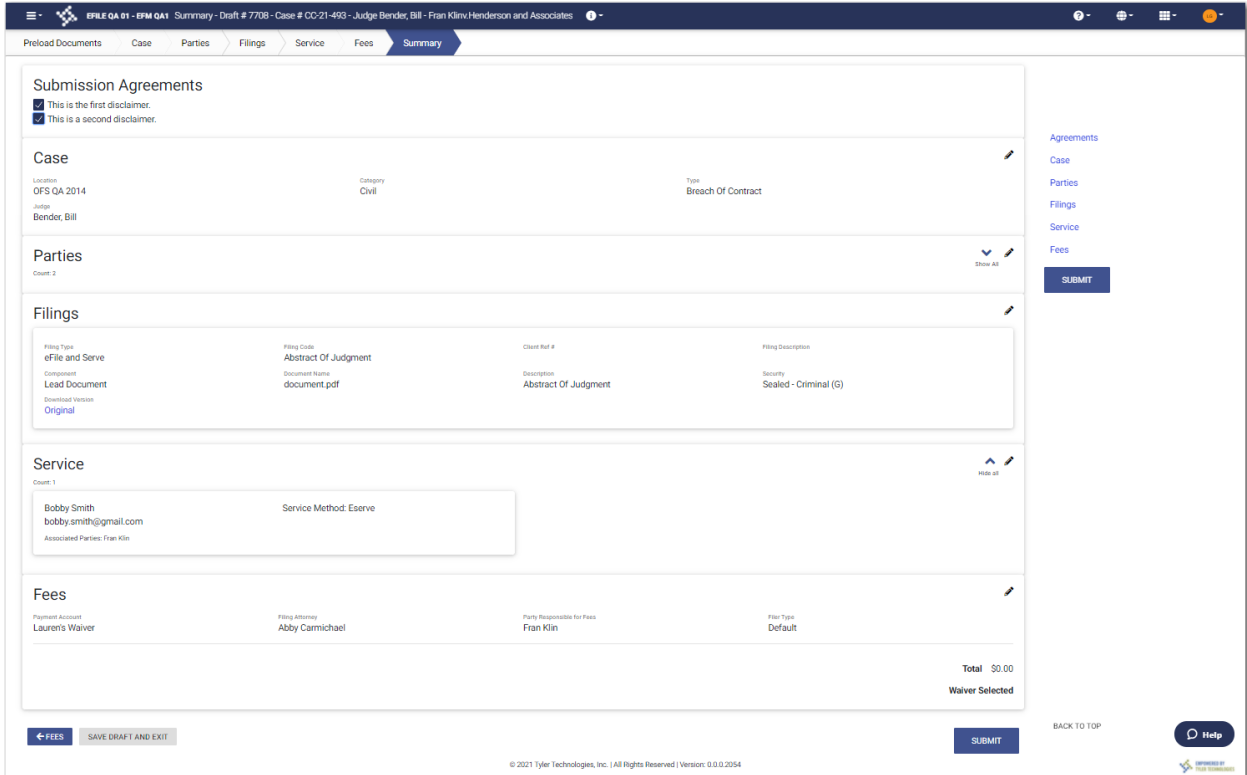 EFILE QA 01 - EFM QA1 Summary - Draft # 7708 - Case # CC-21-493 - Judge Bender, Bill - Fran Klinv.Henderson and Associates
Preload Documents Case Parties Filings Service Fees Summary
Submission Agreements
This is the first disclaimer.
This is a second disclaimer.
Agreements
Case
Parties
Filings
Service
Fees
SUBMIT
Case
Location Category Type
OFS QA 2014 Civil Breach Of Contract
Judge
Bender, Bill
Parties
Count: 2
Show All
Filings
Filing Type Filing Code Client Ref # Filing Description
eFile and Serve Abstract Of Judgment
Component Document Name Description Security
Lead Document document.pdf Abstract Of Judgment Sealed - Criminal (G)
Download Version
Original
Service
Count: 1
Hide all
Bobby Smith Service Method: Eserve
bobby.smith@gmail.com
Associated Parties: Fran Klin
Fees
Payment Account Filing Attorney Party Responsible for Fees Filer Type
Lauren's Waiver Abby Carmichael Fran Klin Default
Total $0.00
Waiver Selected
FEES SAVE DRAFT AND EXIT SUBMIT
BACK TO TOP
Help
© 2021 Tyler Technologies, Inc. | All Rights Reserved | Version: 0.0.0.2054
EMPOWERED BY
TYLER TECHNOLOGIES